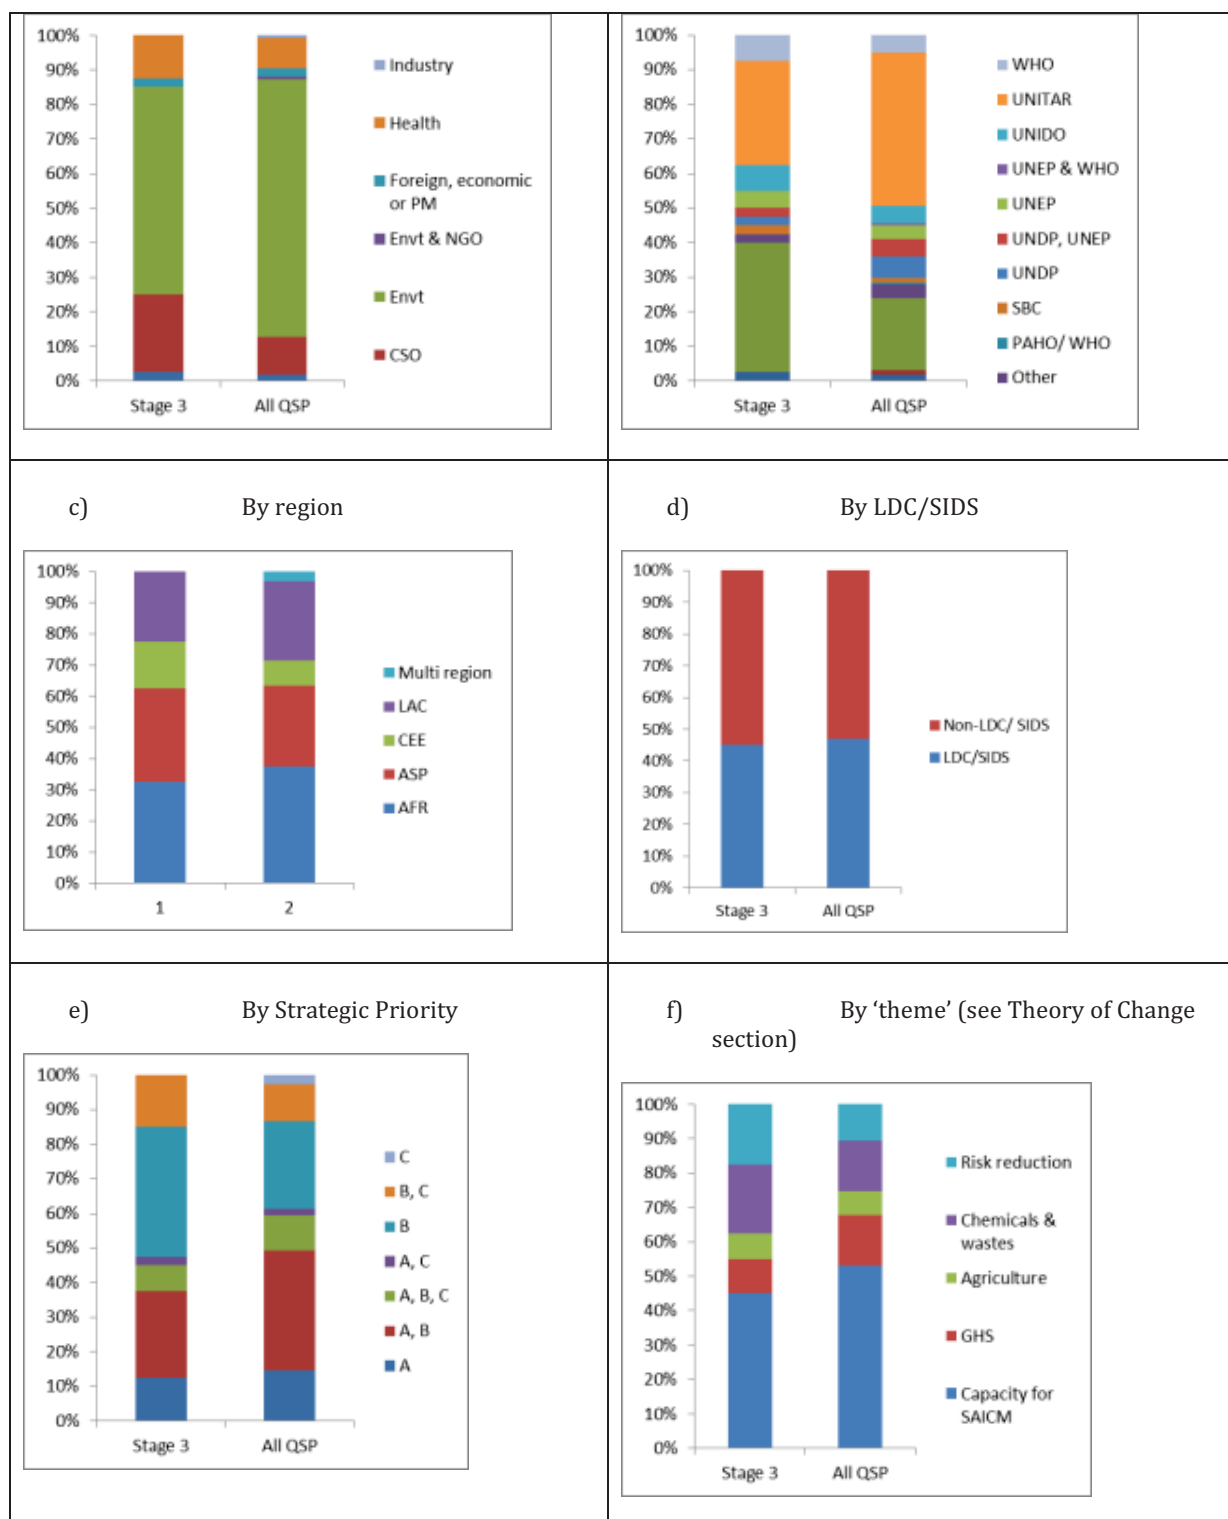 100%
90%
80%
70%
60%
50%
40%
30%
20%
10%
0%
Stage 3
All QSP
Industry
Health
Foreign, economic
or PM
Envt & NGO
Envt
CSO
100%
90%
80%
70%
60%
50%
40%
30%
20%
10%
0%
Stage 3
All QSP
WHO
UNITAR
UNIDO
UNEP & WHO
UNEP
UNDP, UNEP
UNDP
SBC
PAHO/ WHO
Other
c) By region
100%
90%
80%
70%
60%
50%
40%
30%
20%
10%
0%
1
2
Multi region
LAC
CEE
ASP
AFR
d) By LDC/SIDS
100%
90%
80%
70%
60%
50%
40%
30%
20%
10%
0%
Stage 3
All QSP
Non-LDC/ SIDS
LDC/SIDS
e) By Strategic Priority
100%
90%
80%
70%
60%
50%
40%
30%
20%
10%
0%
Stage 3
All QSP
C
B, C
B
A, C
A, B, C
A, B
A
f) By ‘theme’ (see Theory of Change
section)
100%
90%
80%
70%
60%
50%
40%
30%
20%
10%
0%
Stage 3
All QSP
Risk reduction
Chemicals &
wastes
Agriculture
GHS
Capacity for
SAICM